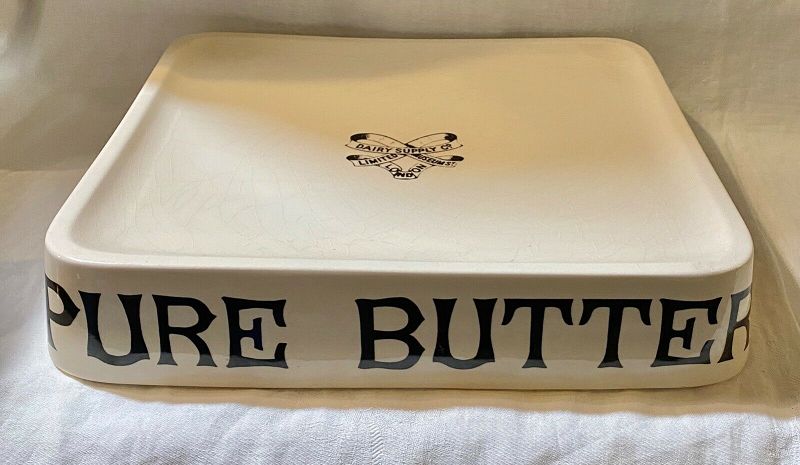 DAIRY SUPPLY Co
LIMITED MUSEUM ST.
LONDON
PURE BUTTER